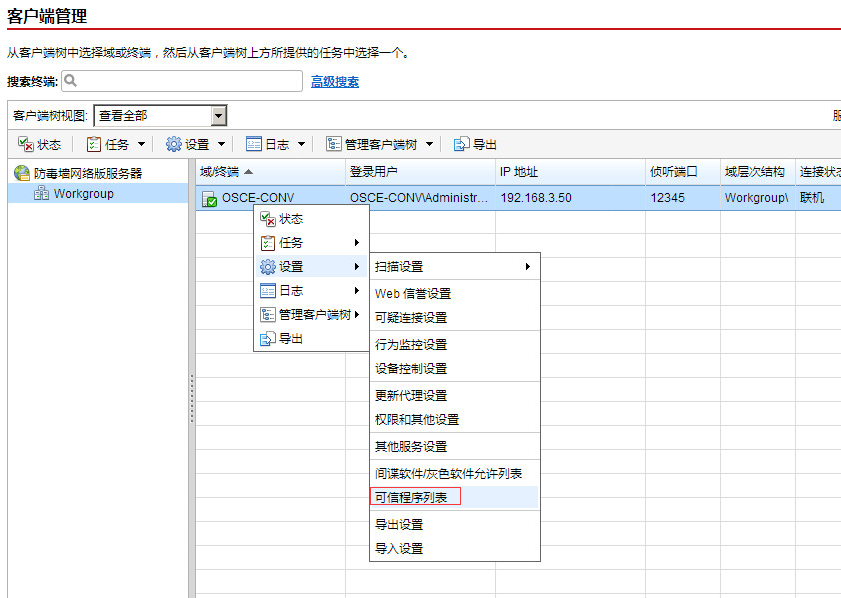 客户端管理
从客户端树中选择域或终端，然后从客户端树上方所提供的任务中选择一个。
搜索终端: 高级搜索
客户端树视图: 查看全部
状态 任务 设置 日志 管理客户端树 导出
防毒墙网络版服务器
Workgroup
域/终端 登录用户 IP 地址 侦听端口 域层次结构 连接状态
OSCE-CONV OSCE-CONV\Administr... 192.168.3.50 12345 Workgroup\ 联机
状态
任务
设置
日志
管理客户端树
导出
扫描设置
Web 信誉设置
可疑连接设置
行为监控设置
设备控制设置
更新代理设置
权限和其他设置
其他服务设置
间谍软件/灰色软件允许列表
可信程序列表
导出设置
导入设置